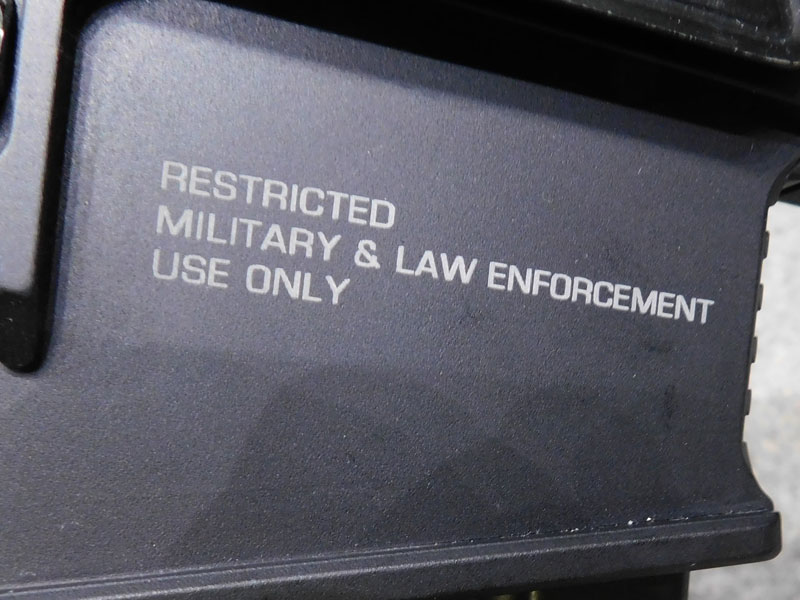 RESTRICTED
MILITARY & LAW ENFORCEMENT
USE ONLY